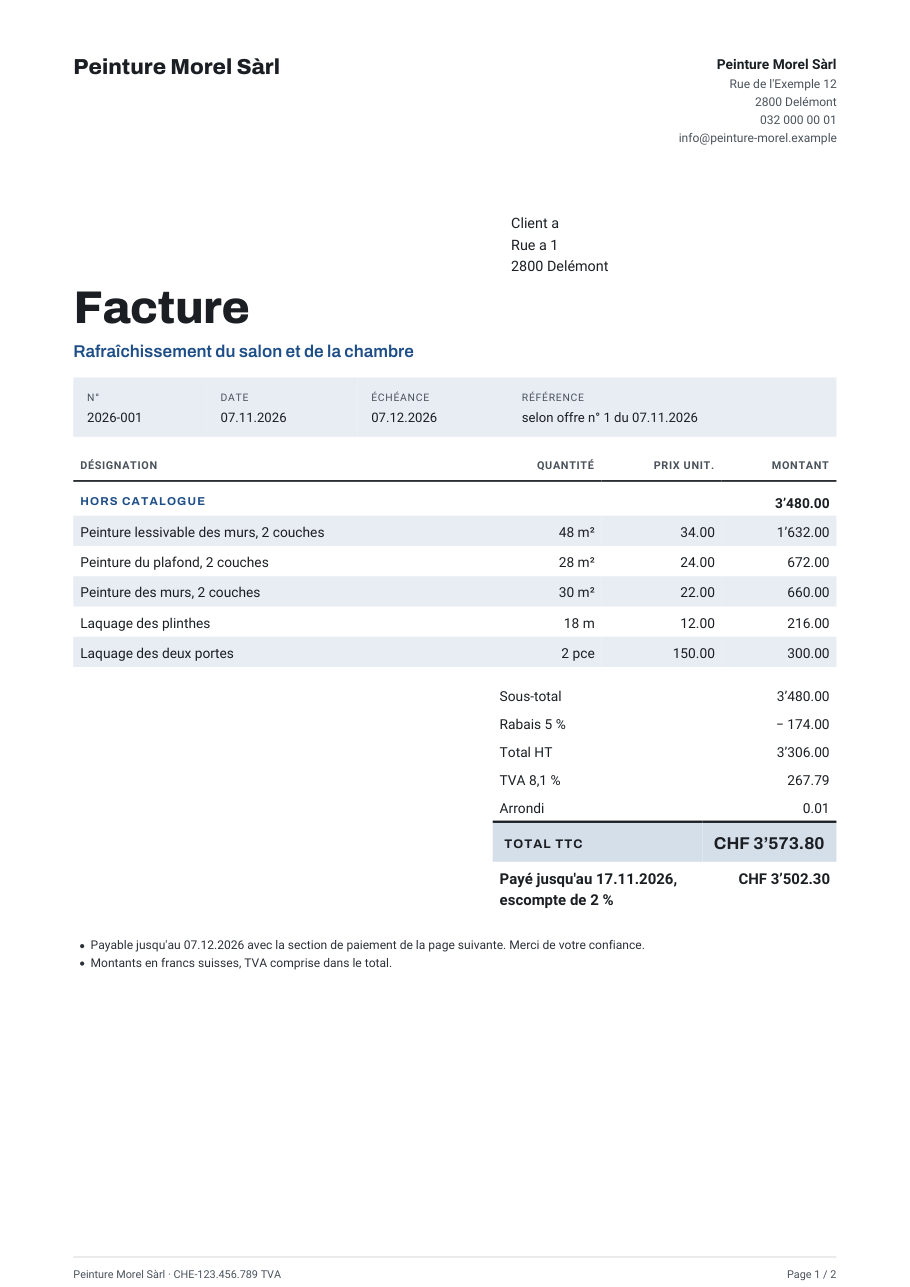 Peinture Morel Sàrl
Peinture Morel Sàrl
Rue de l'Exemple 12
2800 Delémont
032 000 00 01
info@peinture-morel.example
Client a
Rue a 1
2800 Delémont
Facture
Rafraîchissement du salon et de la chambre
N° DATE ÉCHÉANCE RÉFÉRENCE
2026-001 07.11.2026 07.12.2026 selon offre n° 1 du 07.11.2026
DÉSIGNATION QUANTITÉ PRIX UNIT. MONTANT
HORS CATALOGUE 3’480.00
Peinture lessivable des murs, 2 couches 48 m² 34.00 1’632.00
Peinture du plafond, 2 couches 28 m² 24.00 672.00
Peinture des murs, 2 couches 30 m² 22.00 660.00
Laquage des plinthes 18 m 12.00 216.00
Laquage des deux portes 2 pce 150.00 300.00
Sous-total 3’480.00
Rabais 5 % − 174.00
Total HT 3’306.00
TVA 8,1 % 267.79
Arrondi 0.01
TOTAL TTC CHF 3’573.80
Payé jusqu'au 17.11.2026, CHF 3’502.30
escompte de 2 %
• Payable jusqu'au 07.12.2026 avec la section de paiement de la page suivante. Merci de votre confiance.
• Montants en francs suisses, TVA comprise dans le total.
Peinture Morel Sàrl · CHE-123.456.789 TVA Page 1 / 2